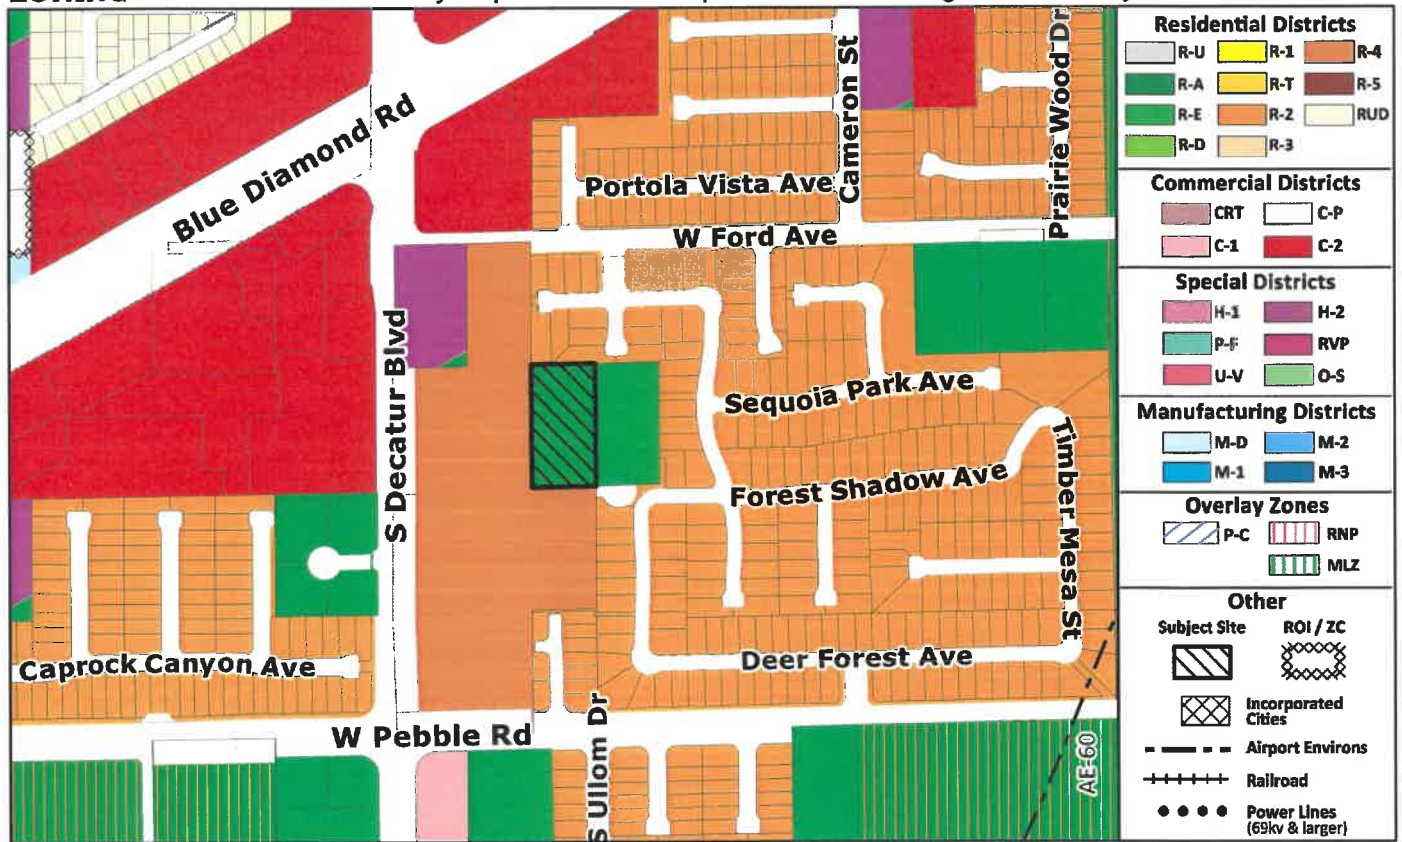 Blue Diamond Rd
Portola Vista Ave
Cameron St
Prairie Wood Dr
W Ford Ave
S Decatur Blvd
Sequoia Park Ave
Forest Shadow Ave
Timber Mesa St
Caprock Canyon Ave
Deer Forest Ave
W Pebble Rd
S Ullom Dr
AE-60
Residential Districts
R-U R-1 R-4
R-A R-T R-5
R-E R-2 RUD
R-D R-3
Commercial Districts
CRT C-P
C-1 C-2
Special Districts
H-1 H-2
P-F RVP
U-V O-S
Manufacturing Districts
M-D M-2
M-1 M-3
Overlay Zones
P-C RNP
MLZ
Other
Subject Site ROI / ZC
Incorporated
Cities
Airport Environs
Railroad
Power Lines
(69kv & larger)